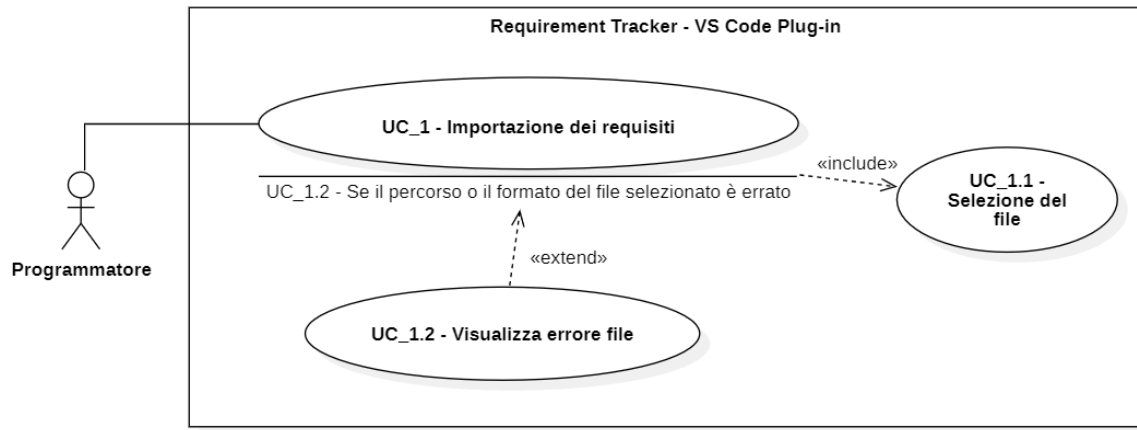 Requirement Tracker - VS Code Plug-in
UC_1 - Importazione dei requisiti
«include»
UC_1.1 -
Selezione del
file
UC_1.2 - Se il percorso o il formato del file selezionato è errato
«extend»
Programmatore
UC_1.2 - Visualizza errore file